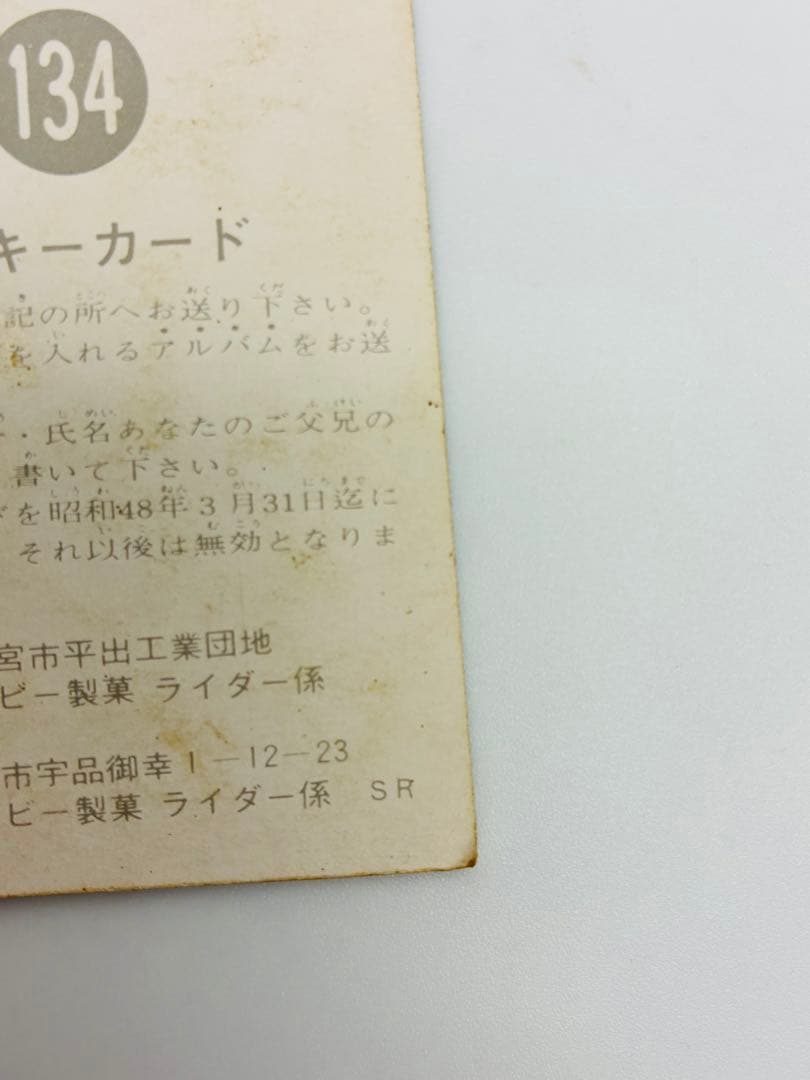 134
キーカード
記の所へお送り下さい。
を入れるアルバムをお送
・氏名あなたのご父兄の
書いて下さい。
を昭和48年3月31日迄に
それ以後は無効となりま
宮市平出工業団地
ビー製菓 ライダー係
市宇品御幸1-12-23
ビー製菓 ライダー係 SR